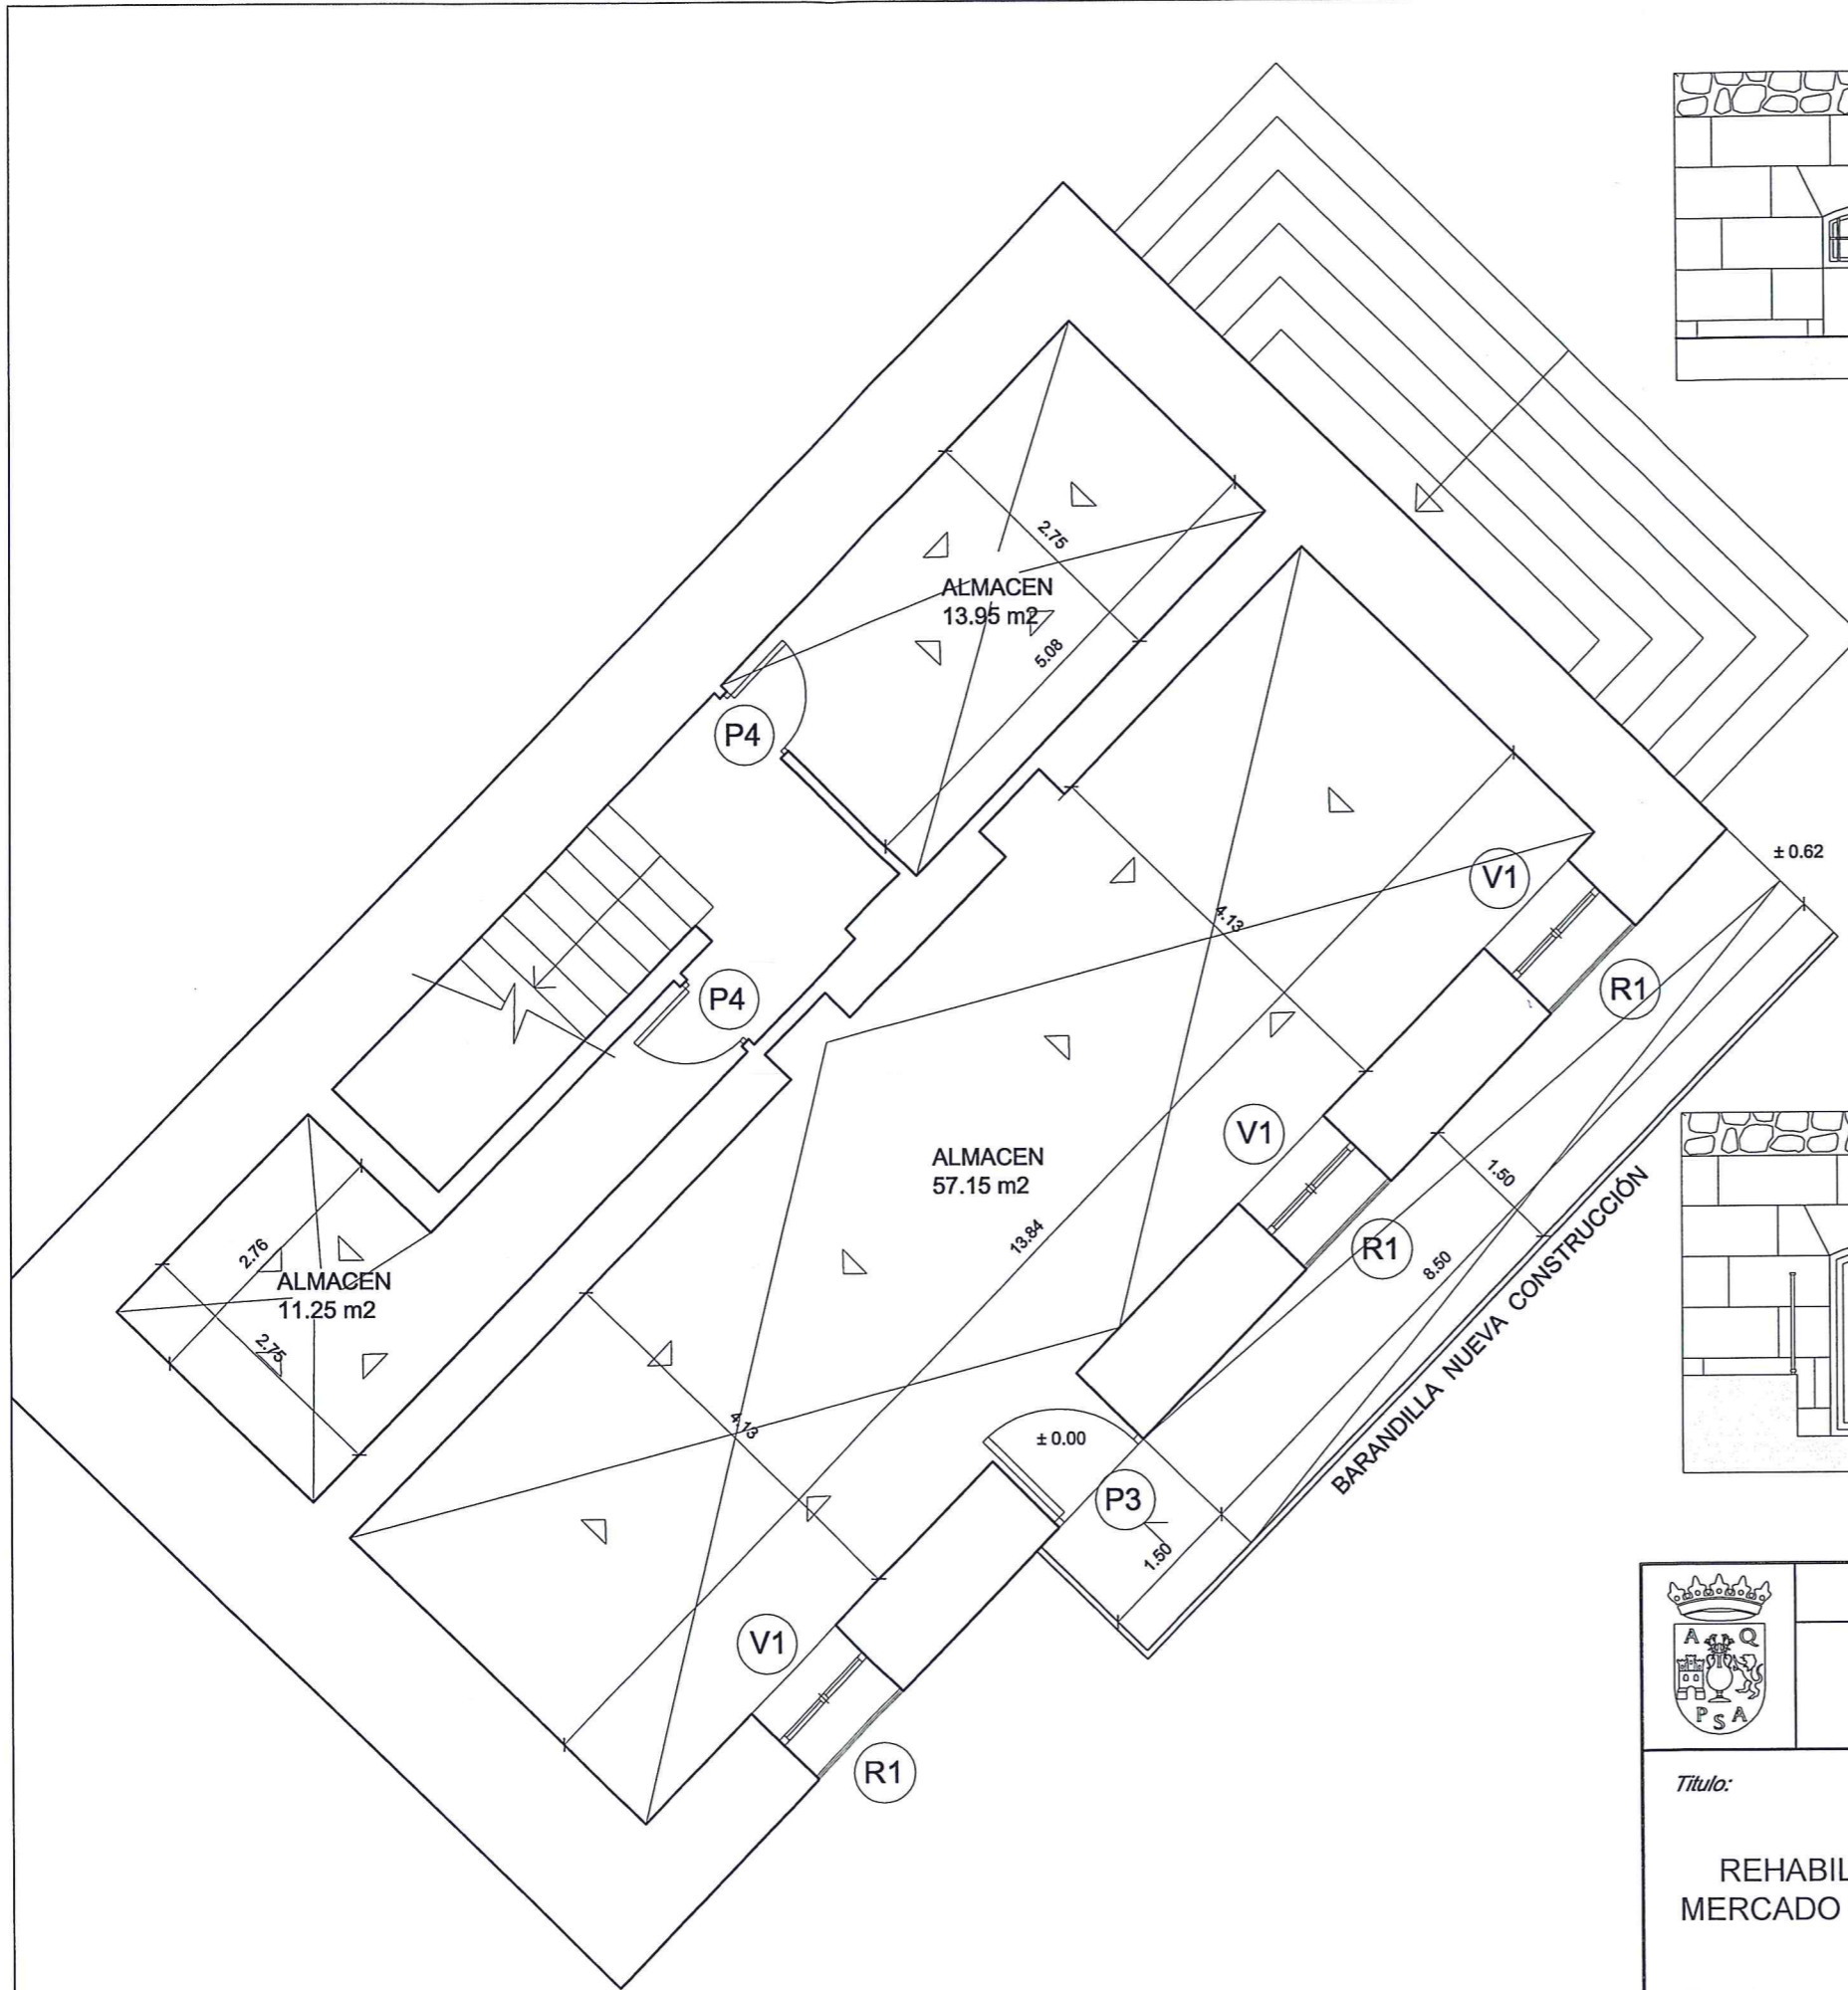 2.75
ALMACEN
13.95 m2
5.08
P4
± 0.62
V1
4.13
R1
P4
V1
ALMACEN
57.15 m2
1.50
13.84
R1
8.50
BARANDILLA NUEVA CONSTRUCCIÓN
2.76
ALMACEN
11.25 m2
2.75
4.13
± 0.00
P3
1.50
V1
R1
A Q
P S A
Titulo:
REHABIL
MERCADO